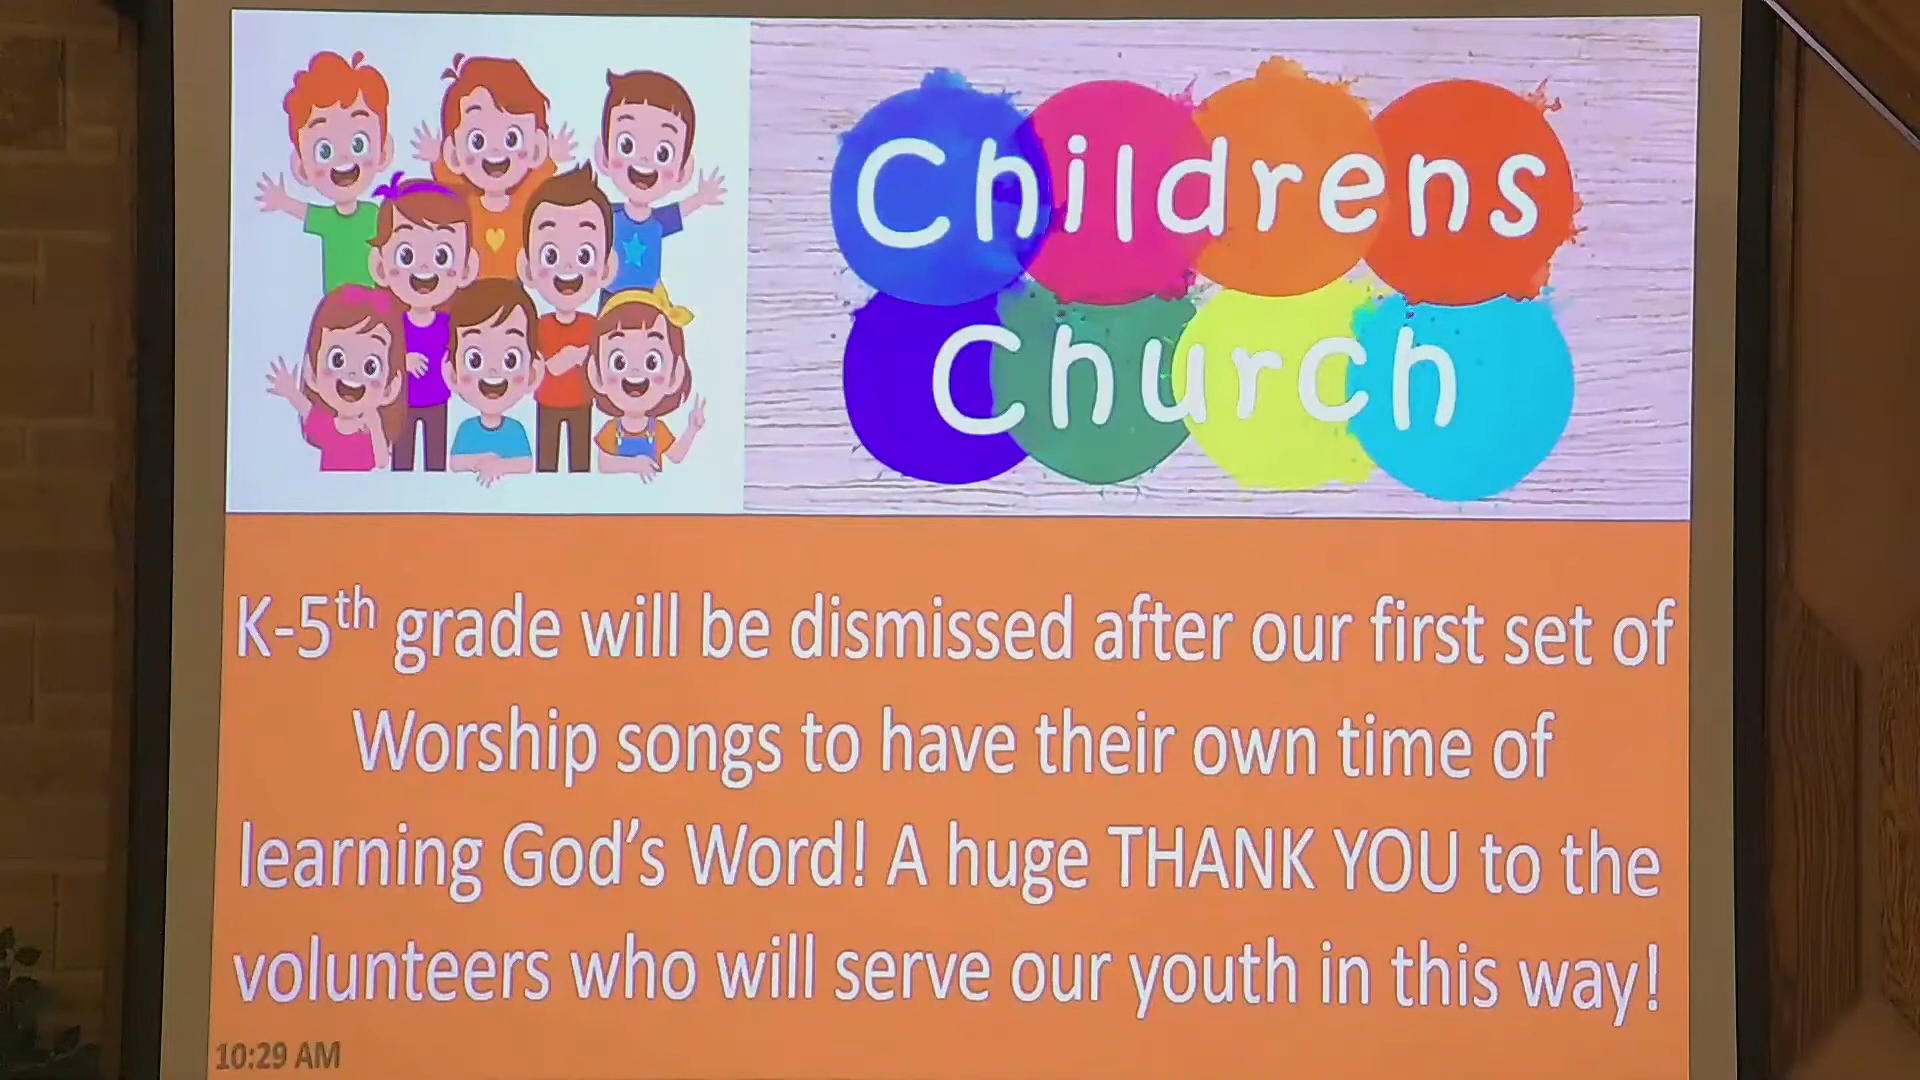 Childrens
Church
K-5th grade will be dismissed after our first set of
Worship songs to have their own time of
learning God's Word! A huge THANK YOU to the
volunteers who will serve our youth in this way!
10:29 AM